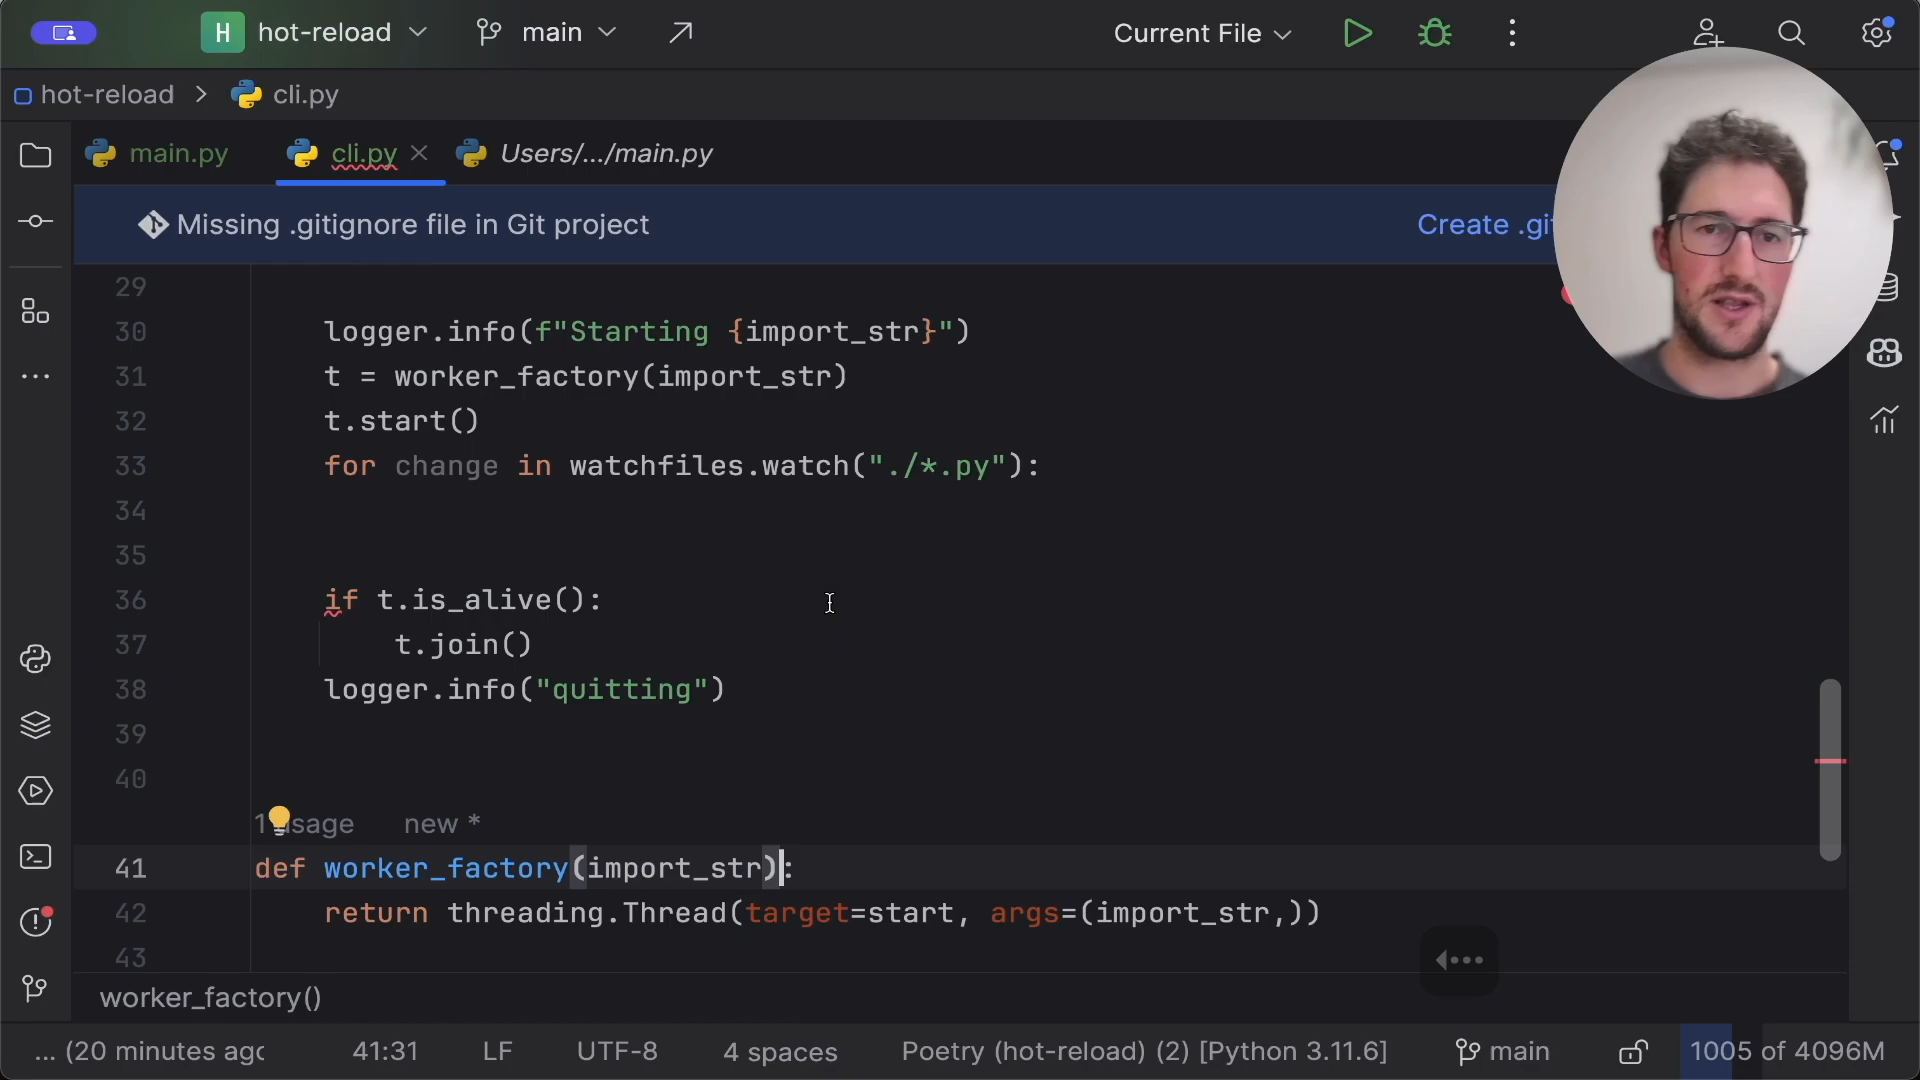 H hot-reload main Current File
hot-reload > cli.py
main.py cli.py Users/.../main.py
Missing .gitignore file in Git project Create .git
29
30 logger.info(f"Starting {import_str}")
31 t = worker_factory(import_str)
32 t.start()
33 for change in watchfiles.watch("./*.py"):
34
35
36 if t.is_alive():
37 t.join()
38 logger.info("quitting")
39
40
1 usage new *
41 def worker_factory(import_str):
42 return threading.Thread(target=start, args=(import_str,))
43
worker_factory()
... (20 minutes ago 41:31 LF UTF-8 4 spaces Poetry (hot-reload) (2) [Python 3.11.6] main 1005 of 4096M